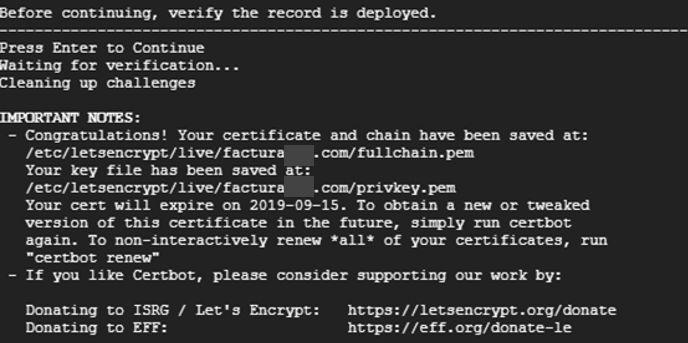 Before continuing, verify the record is deployed.
-------------------------------------------------------------------------------
Press Enter to Continue
Waiting for verification...
Cleaning up challenges
IMPORTANT NOTES:
- Congratulations! Your certificate and chain have been saved at:
/etc/letsencrypt/live/factura .com/fullchain.pem
Your key file has been saved at:
/etc/letsencrypt/live/factura .com/privkey.pem
Your cert will expire on 2019-09-15. To obtain a new or tweaked
version of this certificate in the future, simply run certbot
again. To non-interactively renew *all* of your certificates, run
"certbot renew"
- If you like Certbot, please consider supporting our work by:
Donating to ISRG / Let's Encrypt: https://letsencrypt.org/donate
Donating to EFF: https://eff.org/donate-le